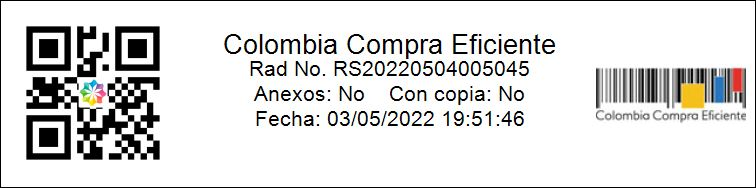 Colombia Compra Eficiente
Rad No. RS20220504005045
Anexos: No Con copia: No
Fecha: 03/05/2022 19:51:46
Colombia Compra Eficiente